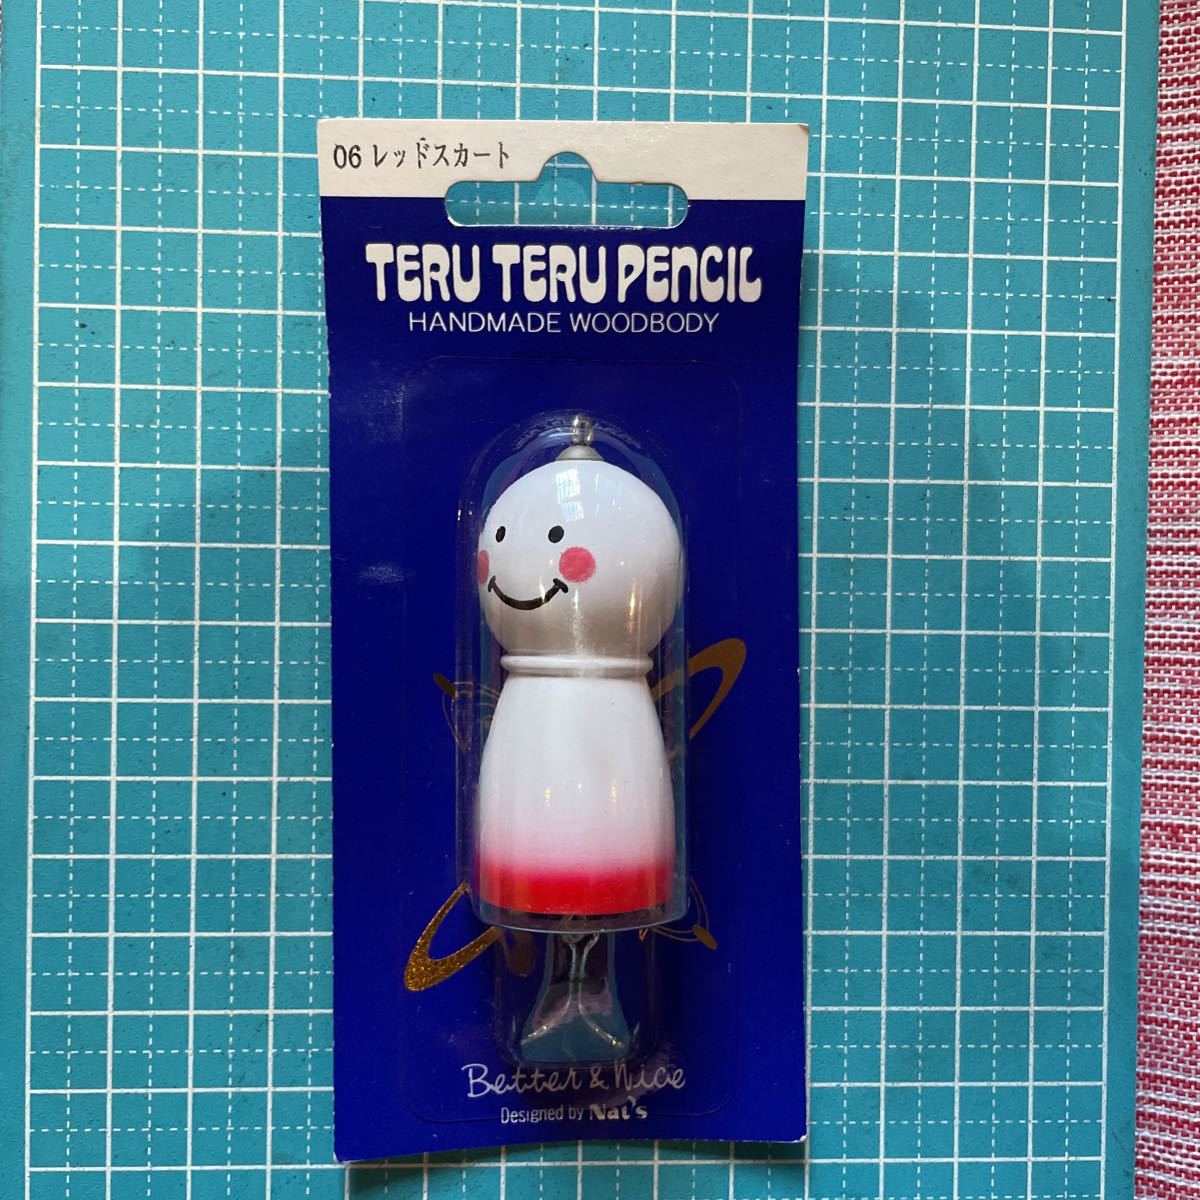 06 レッドスカート
TERU TERU PENCIL
HANDMADE WOODBODY
Better & Nice
Designed by Nat's